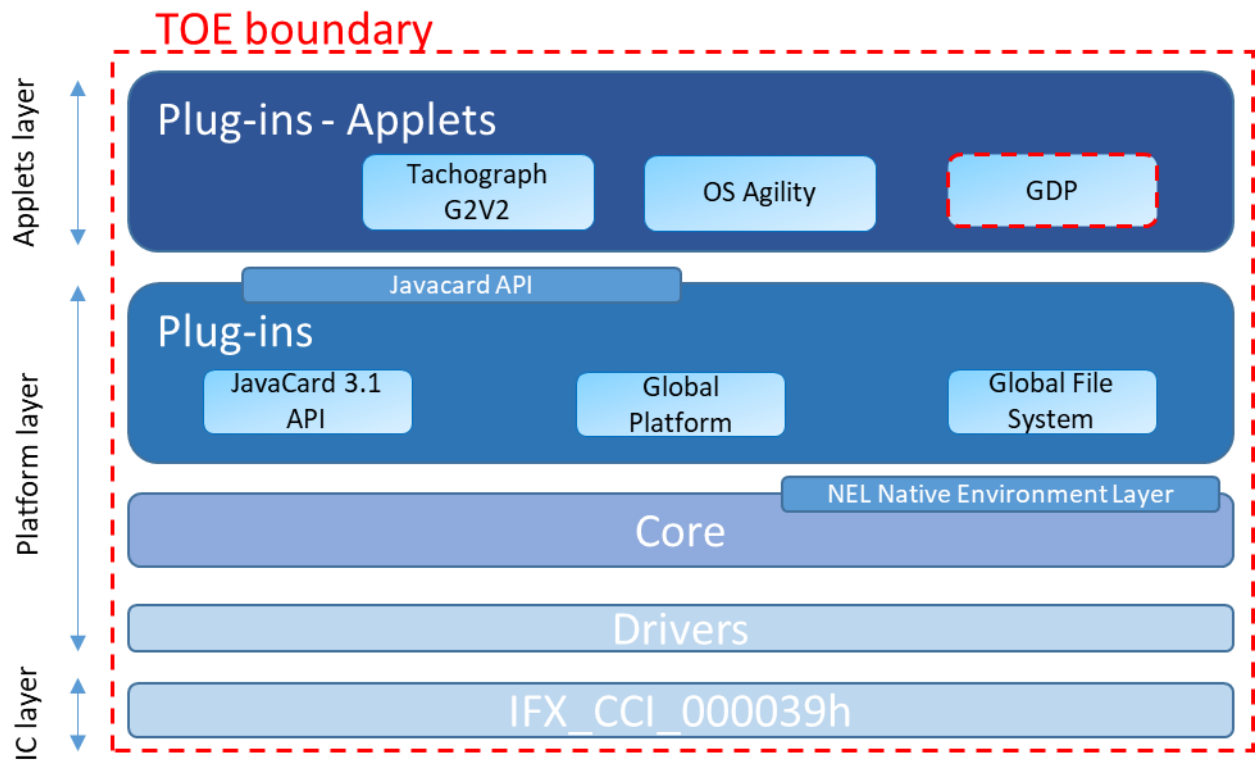 TOE boundary
Applets layer
Plug-ins - Applets
Tachograph
G2V2
OS Agility
GDP
Javacard API
Platform layer
Plug-ins
JavaCard 3.1
API
Global
Platform
Global File
System
NEL Native Environment Layer
Core
Drivers
IC layer
IFX_CCI_000039h